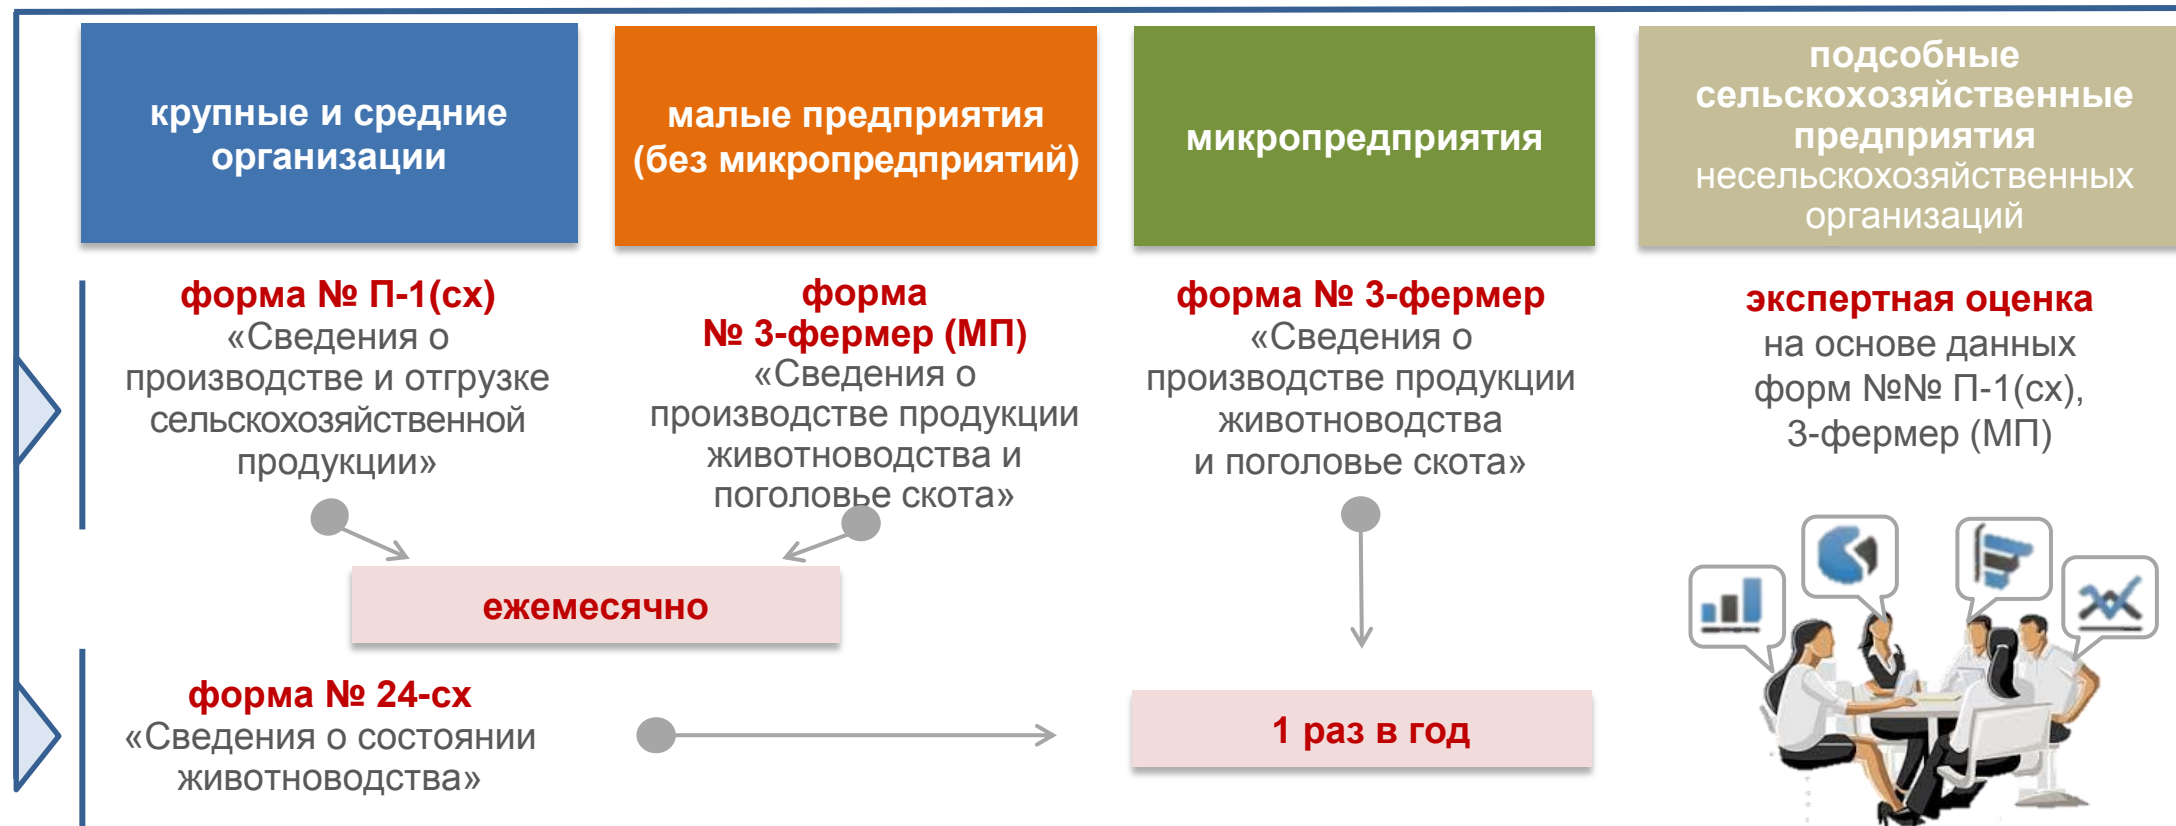 крупные и средние
организации
малые предприятия
(без микропредприятий)
микропредприятия
подсобные
сельскохозяйственные
предприятия
несельскохозяйственных
организаций
форма № П-1(сх)
«Сведения о
производстве и отгрузке
сельскохозяйственной
продукции»
форма
№ 3-фермер (МП)
«Сведения о
производстве продукции
животноводства и
поголовье скота»
форма № 3-фермер
«Сведения о
производстве продукции
животноводства
и поголовье скота»
экспертная оценка
на основе данных
форм №№ П-1(сх),
3-фермер (МП)
ежемесячно
форма № 24-сх
«Сведения о состоянии
животноводства»
1 раз в год